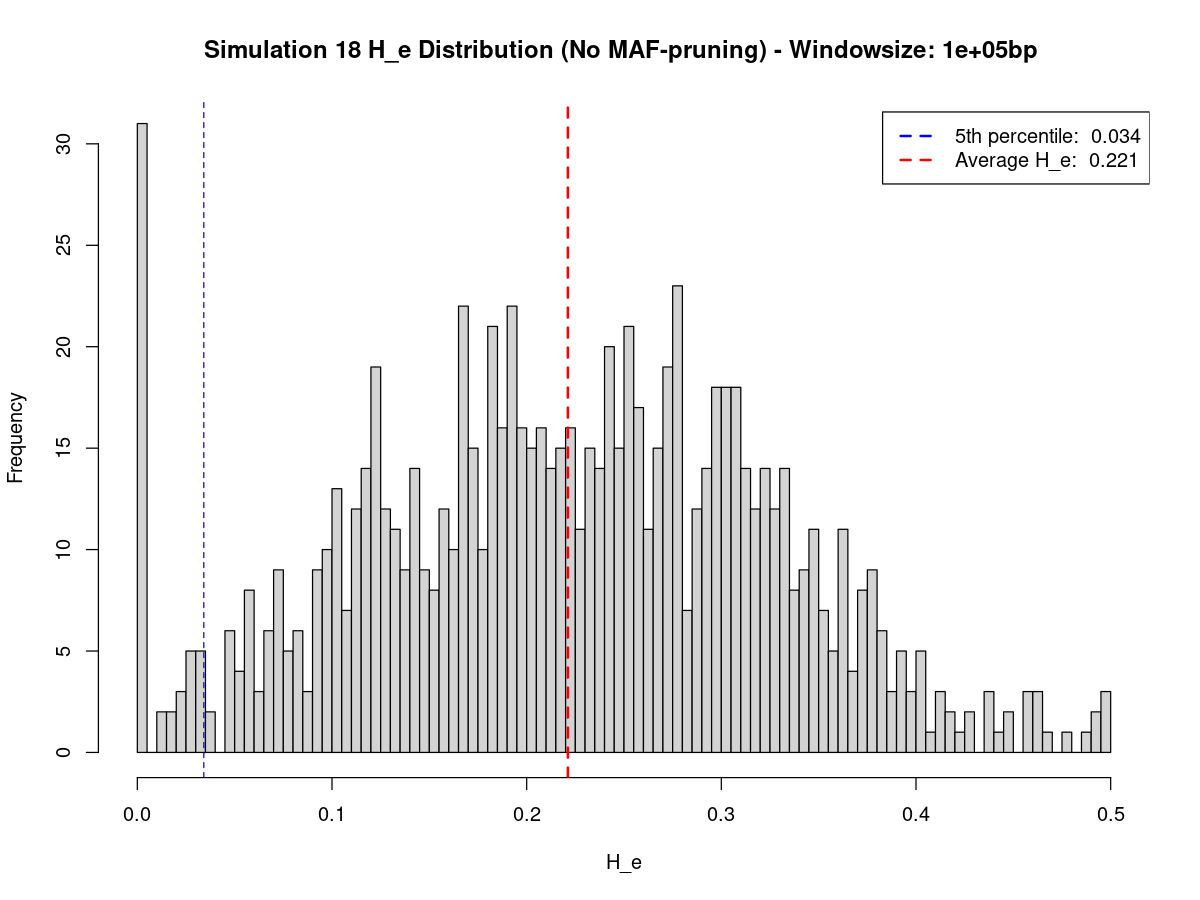 Simulation 18 H_e Distribution (No MAF-pruning) - Windowsize: 1e+05bp
5th percentile: 0.034
Average H_e: 0.221
Frequency
30
25
20
15
10
5
0
0.0 0.1 0.2 0.3 0.4 0.5
H_e